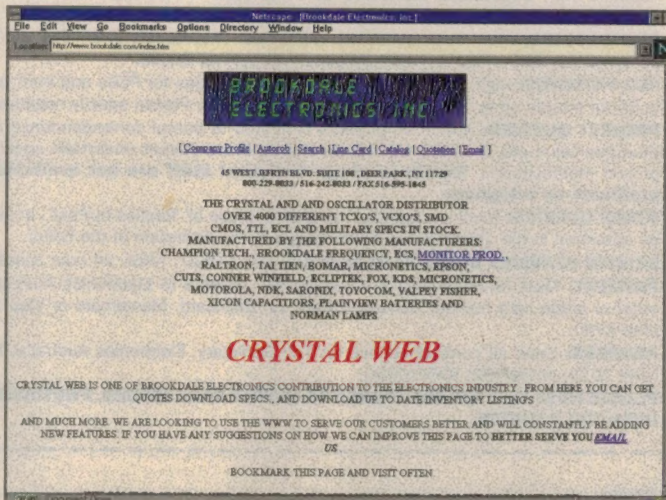 Netscape - [Brookdale Electronics, Inc.]
File Edit View Go Bookmarks Options Directory Window Help
Location: http://www.brookdale.com/index.htm
BROOKDALE
ELECTRONICS INC
[ Company Profile | Autorob | Search | Line Card | Catalog | Quotation | Email ]
45 WEST JEFRYN BLVD. SUITE 108 , DEER PARK , NY 11729
800-229-8033 / 516-242-8033 / FAX 516-595-1845
THE CRYSTAL AND AND OSCILLATOR DISTRIBUTOR
OVER 4000 DIFFERENT TCXO'S, VCXO'S, SMD
CMOS, TTL, ECL AND MILITARY SPECS IN STOCK.
MANUFACTURED BY THE FOLLOWING MANUFACTURERS:
CHAMPION TECH., BROOKDALE FREQUENCY, ECS, MONITOR PROD.
RALTRON, TAI TIEN, BOMAR, MICRONETICS, EPSON,
CUTS, CONNER WINFIELD, ECLIPTEK, FOX, KDS, MICRONETICS,
MOTOROLA, NDK, SARONIX, TOYOCOM, VALPEY FISHER,
XICON CAPACITIORS, PLAINVIEW BATTERIES AND
NORMAN LAMPS
CRYSTAL WEB
CRYSTAL WEB IS ONE OF BROOKDALE ELECTRONICS CONTRIBUTION TO THE ELECTRONICS INDUSTRY . FROM HERE YOU CAN GET
QUOTES DOWNLOAD SPECS., AND DOWNLOAD UP TO DATE INVENTORY LISTING'S
AND MUCH MORE. WE ARE LOOKING TO USE THE WWW TO SERVE OUR CUSTOMERS BETTER AND WILL CONSTANTLY BE ADDING
NEW FEATURES. IF YOU HAVE ANY SUGGESTIONS ON HOW WE CAN IMPROVE THIS PAGE TO BETTER SERVE YOU EMAIL
US
BOOKMARK THIS PAGE AND VISIT OFTEN.